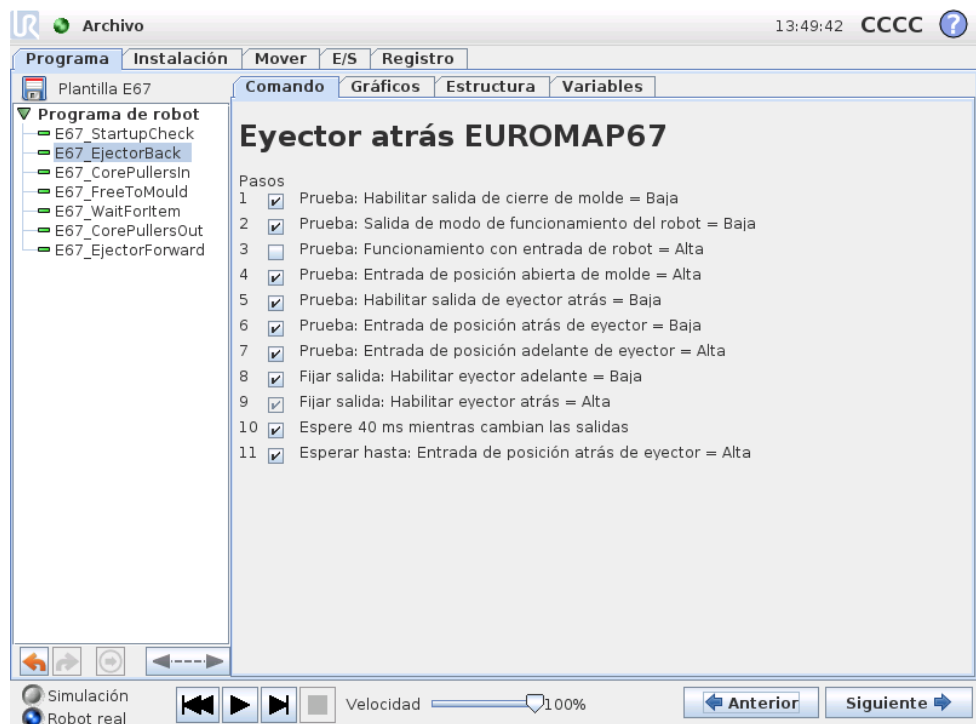 UR Archivo 13:49:42 CCCC ?
Programa Instalación Mover E/S Registro
Plantilla E67
Comando Gráficos Estructura Variables
Programa de robot
E67_StartupCheck
E67_EjectorBack
E67_CorePullersIn
E67_FreeToMould
E67_WaitForItem
E67_CorePullersOut
E67_EjectorForward
Eyector atrás EUROMAP67
Pasos
1 Prueba: Habilitar salida de cierre de molde = Baja
2 Prueba: Salida de modo de funcionamiento del robot = Baja
3 Prueba: Funcionamiento con entrada de robot = Alta
4 Prueba: Entrada de posición abierta de molde = Alta
5 Prueba: Habilitar salida de eyector atrás = Baja
6 Prueba: Entrada de posición atrás de eyector = Baja
7 Prueba: Entrada de posición adelante de eyector = Alta
8 Fijar salida: Habilitar eyector adelante = Baja
9 Fijar salida: Habilitar eyector atrás = Alta
10 Espere 40 ms mientras cambian las salidas
11 Esperar hasta: Entrada de posición atrás de eyector = Alta
Simulación
Robot real
Velocidad 100%
Anterior Siguiente